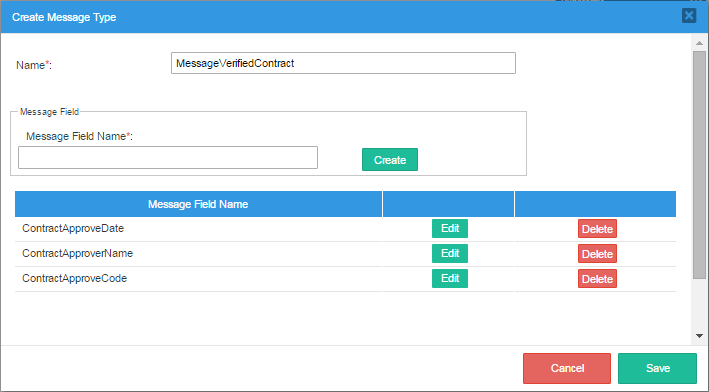 Create Message Type
Name*: MessageVerifiedContract
Message Field
Message Field Name*:
Create
Message Field Name
ContractApproveDate Edit Delete
ContractApproverName Edit Delete
ContractApproveCode Edit Delete
Cancel Save